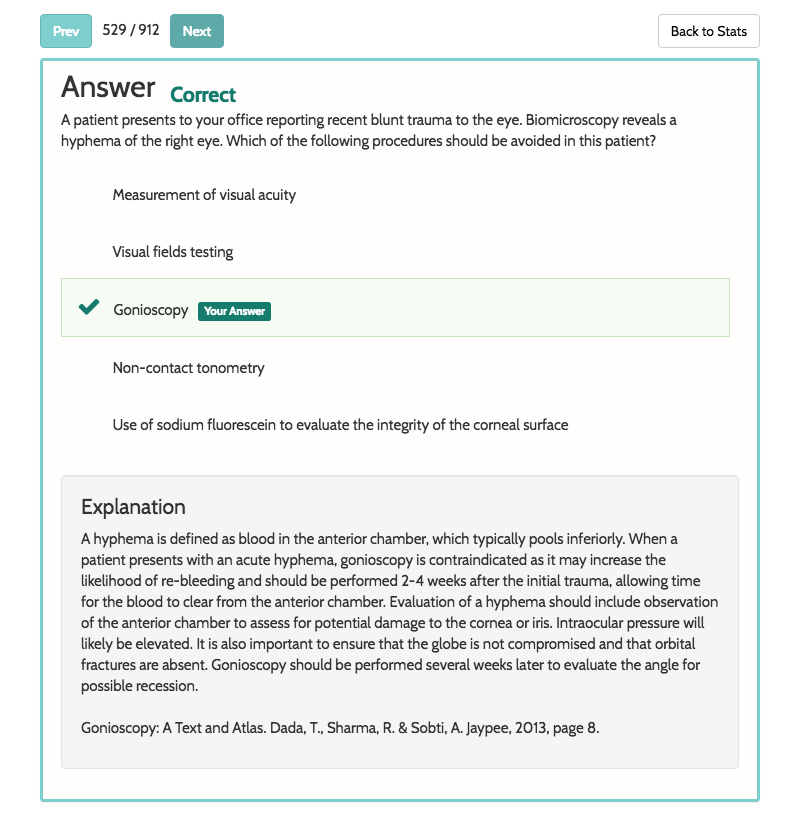 Prev 529 / 912 Next Back to Stats
Answer Correct
A patient presents to your office reporting recent blunt trauma to the eye. Biomicroscopy reveals a
hyphema of the right eye. Which of the following procedures should be avoided in this patient?
Measurement of visual acuity
Visual fields testing
Gonioscopy Your Answer
Non-contact tonometry
Use of sodium fluorescein to evaluate the integrity of the corneal surface
Explanation
A hyphema is defined as blood in the anterior chamber, which typically pools inferiorly. When a
patient presents with an acute hyphema, gonioscopy is contraindicated as it may increase the
likelihood of re-bleeding and should be performed 2-4 weeks after the initial trauma, allowing time
for the blood to clear from the anterior chamber. Evaluation of a hyphema should include observation
of the anterior chamber to assess for potential damage to the cornea or iris. Intraocular pressure will
likely be elevated. It is also important to ensure that the globe is not compromised and that orbital
fractures are absent. Gonioscopy should be performed several weeks later to evaluate the angle for
possible recession.
Gonioscopy: A Text and Atlas. Dada, T., Sharma, R. & Sobti, A. Jaypee, 2013, page 8.